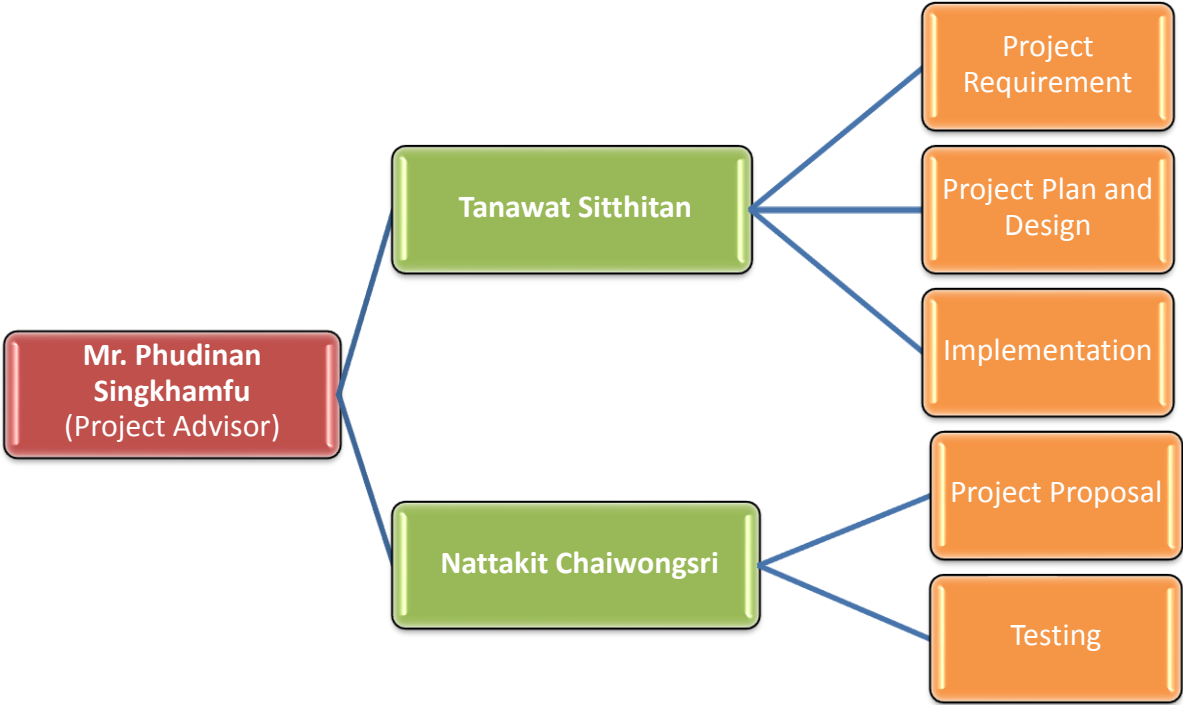 Mr. Phudinan
Singkhamfu
(Project Advisor)
Tanawat Sitthitan
Project
Requirement
Project Plan and
Design
Implementation
Nattakit Chaiwongsri
Project Proposal
Testing